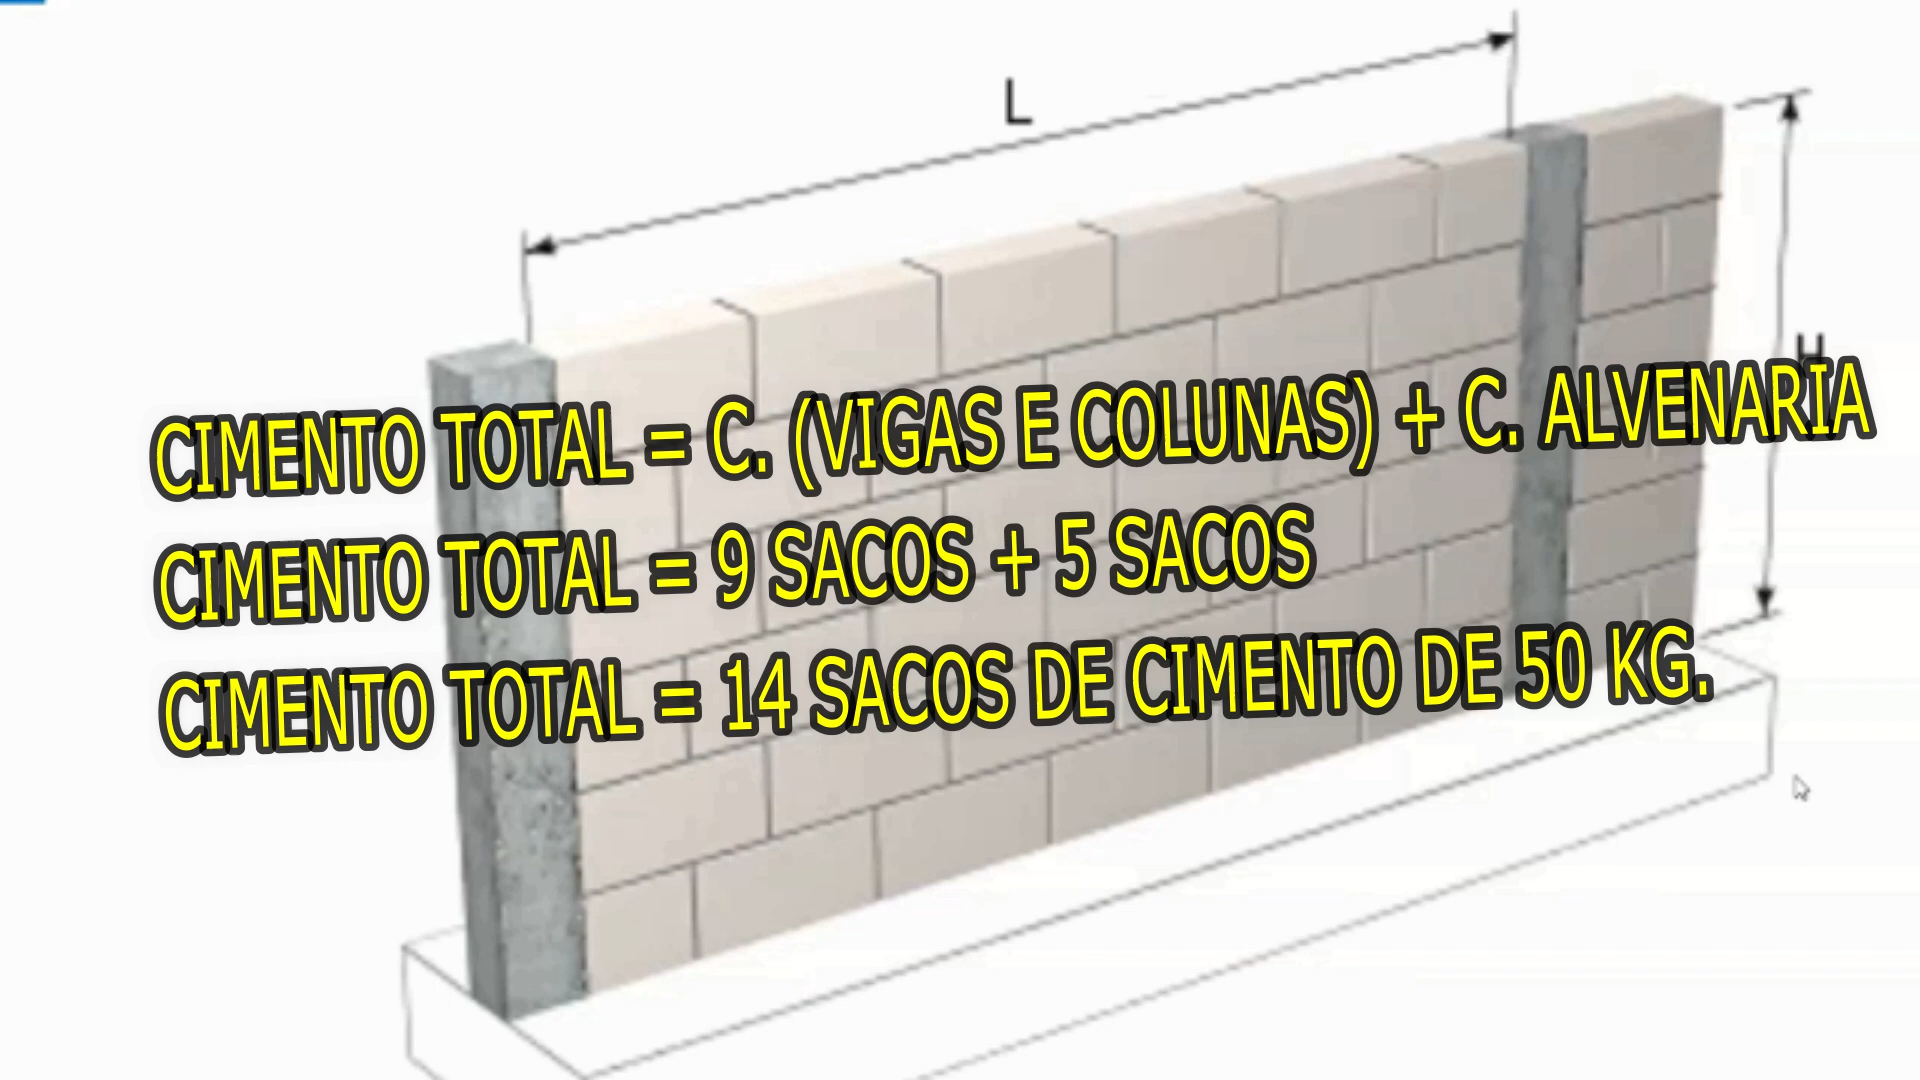 L
H
CIMENTO TOTAL = C. (VIGAS E COLUNAS) + C. ALVENARIA
CIMENTO TOTAL = 9 SACOS + 5 SACOS
CIMENTO TOTAL = 14 SACOS DE CIMENTO DE 50 KG.